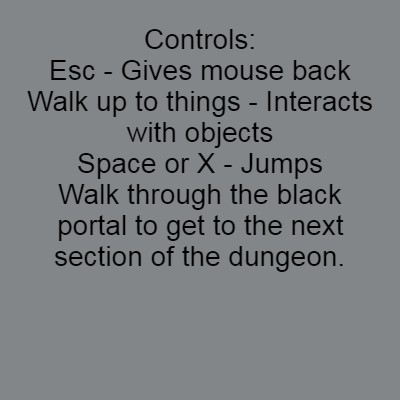 Controls:
Esc - Gives mouse back
Walk up to things - Interacts
with objects
Space or X - Jumps
Walk through the black
portal to get to the next
section of the dungeon.